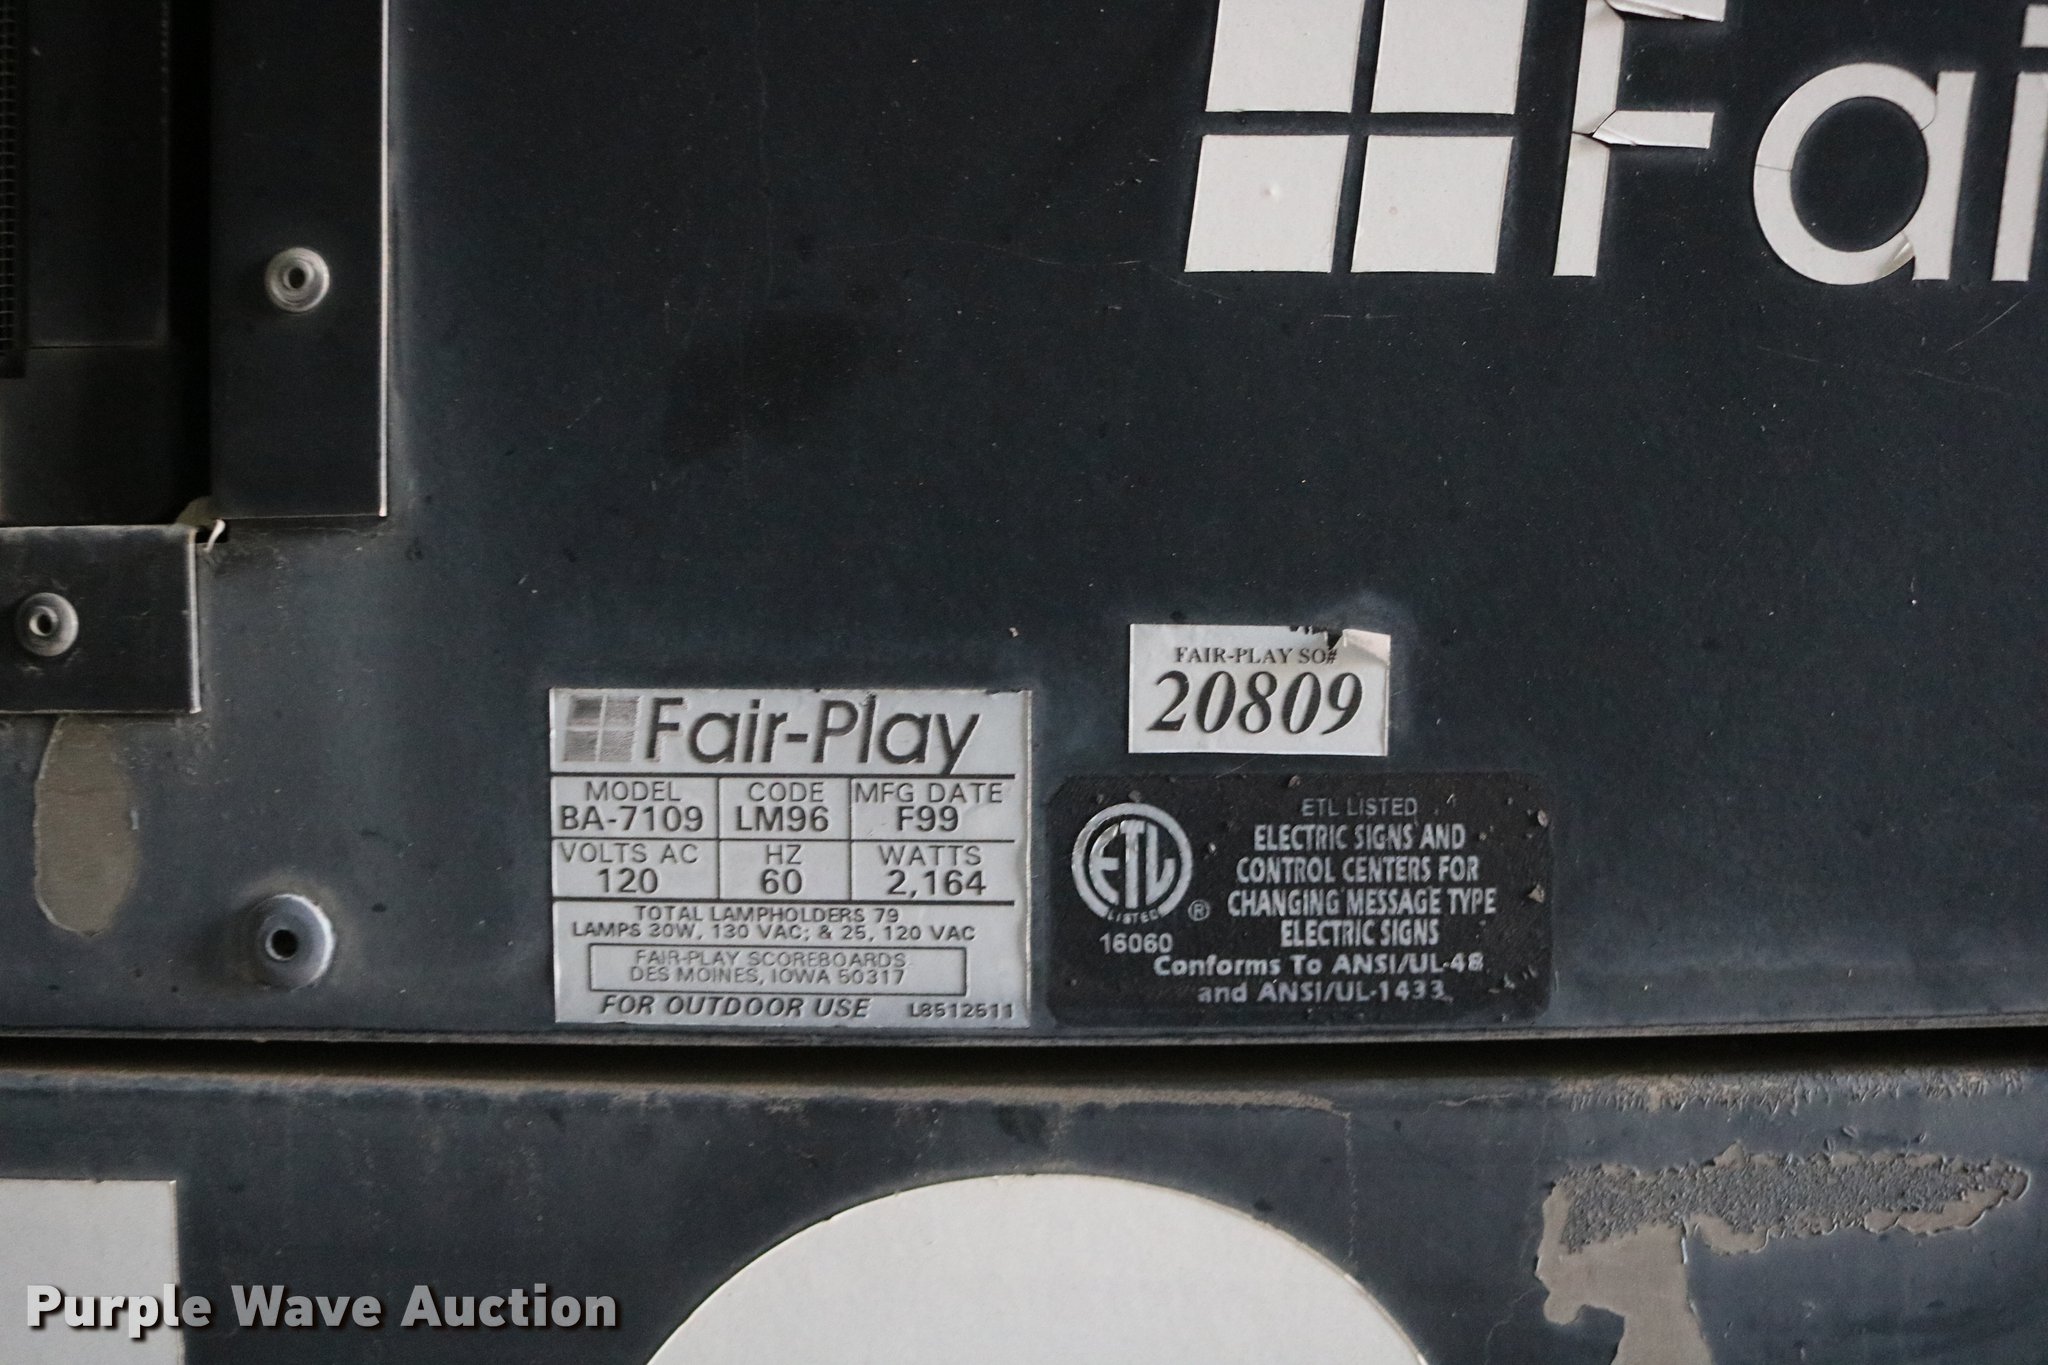 Fai
FAIR-PLAY SO#
20809
Fair-Play
MODEL CODE MFG DATE
BA-7109 LM96 F99
VOLTS AC HZ WATTS
120 60 2,164
TOTAL LAMPHOLDERS 79
LAMPS 30W, 130 VAC; & 25, 120 VAC
FAIR-PLAY SCOREBOARDS
DES MOINES, IOWA 50317
FOR OUTDOOR USE L8512511
ETL LISTED
ELECTRIC SIGNS AND
CONTROL CENTERS FOR
CHANGING MESSAGE TYPE
ELECTRIC SIGNS
ETL
LISTED
®
16060
Conforms To ANSI/UL-48
and ANSI/UL-1433
Purple Wave Auction